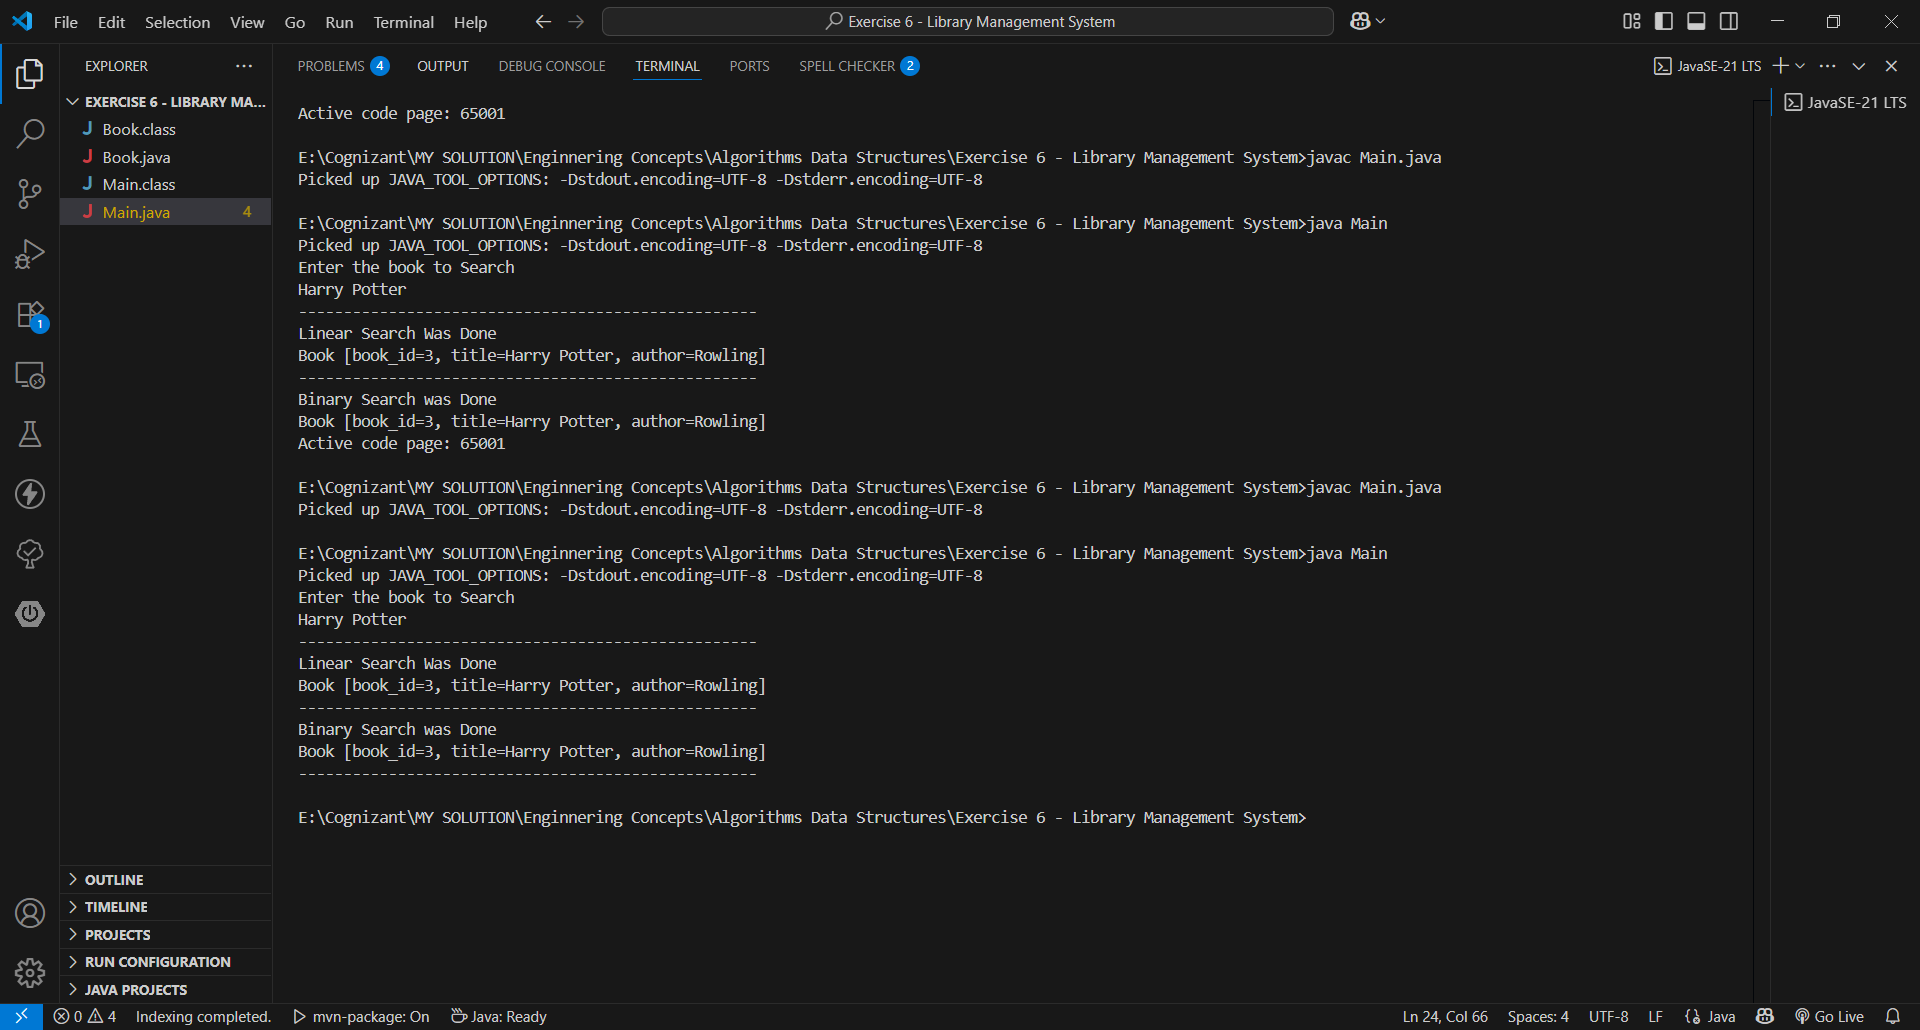 File Edit Selection View Go Run Terminal Help
Exercise 6 - Library Management System
EXPLORER
EXERCISE 6 - LIBRARY MA...
Book.class
Book.java
Main.class
Main.java 4
1
OUTLINE
TIMELINE
PROJECTS
RUN CONFIGURATION
JAVA PROJECTS
PROBLEMS 4 OUTPUT DEBUG CONSOLE TERMINAL PORTS SPELL CHECKER 2
JavaSE-21 LTS
JavaSE-21 LTS
Active code page: 65001
E:\Cognizant\MY SOLUTION\Enginnering Concepts\Algorithms Data Structures\Exercise 6 - Library Management System>javac Main.java
Picked up JAVA_TOOL_OPTIONS: -Dstdout.encoding=UTF-8 -Dstderr.encoding=UTF-8
E:\Cognizant\MY SOLUTION\Enginnering Concepts\Algorithms Data Structures\Exercise 6 - Library Management System>java Main
Picked up JAVA_TOOL_OPTIONS: -Dstdout.encoding=UTF-8 -Dstderr.encoding=UTF-8
Enter the book to Search
Harry Potter
---------------------------------------------------
Linear Search Was Done
Book [book_id=3, title=Harry Potter, author=Rowling]
---------------------------------------------------
Binary Search was Done
Book [book_id=3, title=Harry Potter, author=Rowling]
Active code page: 65001
E:\Cognizant\MY SOLUTION\Enginnering Concepts\Algorithms Data Structures\Exercise 6 - Library Management System>javac Main.java
Picked up JAVA_TOOL_OPTIONS: -Dstdout.encoding=UTF-8 -Dstderr.encoding=UTF-8
E:\Cognizant\MY SOLUTION\Enginnering Concepts\Algorithms Data Structures\Exercise 6 - Library Management System>java Main
Picked up JAVA_TOOL_OPTIONS: -Dstdout.encoding=UTF-8 -Dstderr.encoding=UTF-8
Enter the book to Search
Harry Potter
---------------------------------------------------
Linear Search Was Done
Book [book_id=3, title=Harry Potter, author=Rowling]
---------------------------------------------------
Binary Search was Done
Book [book_id=3, title=Harry Potter, author=Rowling]
---------------------------------------------------
E:\Cognizant\MY SOLUTION\Enginnering Concepts\Algorithms Data Structures\Exercise 6 - Library Management System>
0 4 Indexing completed. mvn-package: On Java: Ready Ln 24, Col 66 Spaces: 4 UTF-8 LF Java Go Live